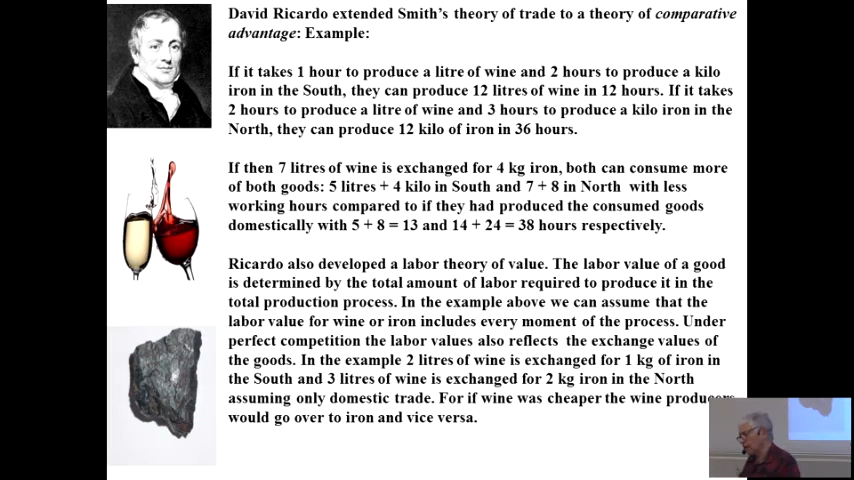 David Ricardo extended Smith's theory of trade to a theory of comparative
advantage: Example:
If it takes 1 hour to produce a litre of wine and 2 hours to produce a kilo
iron in the South, they can produce 12 litres of wine in 12 hours. If it takes
2 hours to produce a litre of wine and 3 hours to produce a kilo iron in the
North, they can produce 12 kilo of iron in 36 hours.
If then 7 litres of wine is exchanged for 4 kg iron, both can consume more
of both goods: 5 litres + 4 kilo in South and 7 + 8 in North with less
working hours compared to if they had produced the consumed goods
domestically with 5 + 8 = 13 and 14 + 24 = 38 hours respectively.
Ricardo also developed a labor theory of value. The labor value of a good
is determined by the total amount of labor required to produce it in the
total production process. In the example above we can assume that the
labor value for wine or iron includes every moment of the process. Under
perfect competition the labor values also reflects the exchange values of
the goods. In the example 2 litres of wine is exchanged for 1 kg of iron in
the South and 3 litres of wine is exchanged for 2 kg iron in the North
assuming only domestic trade. For if wine was cheaper the wine producers
would go over to iron and vice versa.